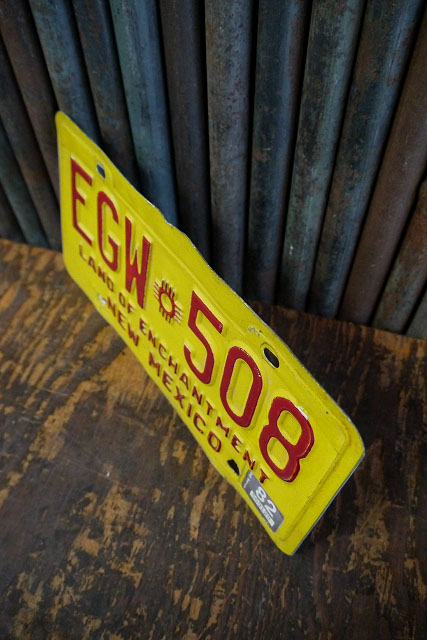 EGW 508
LAND OF ENCHANTMENT
NEW MEXICO
82